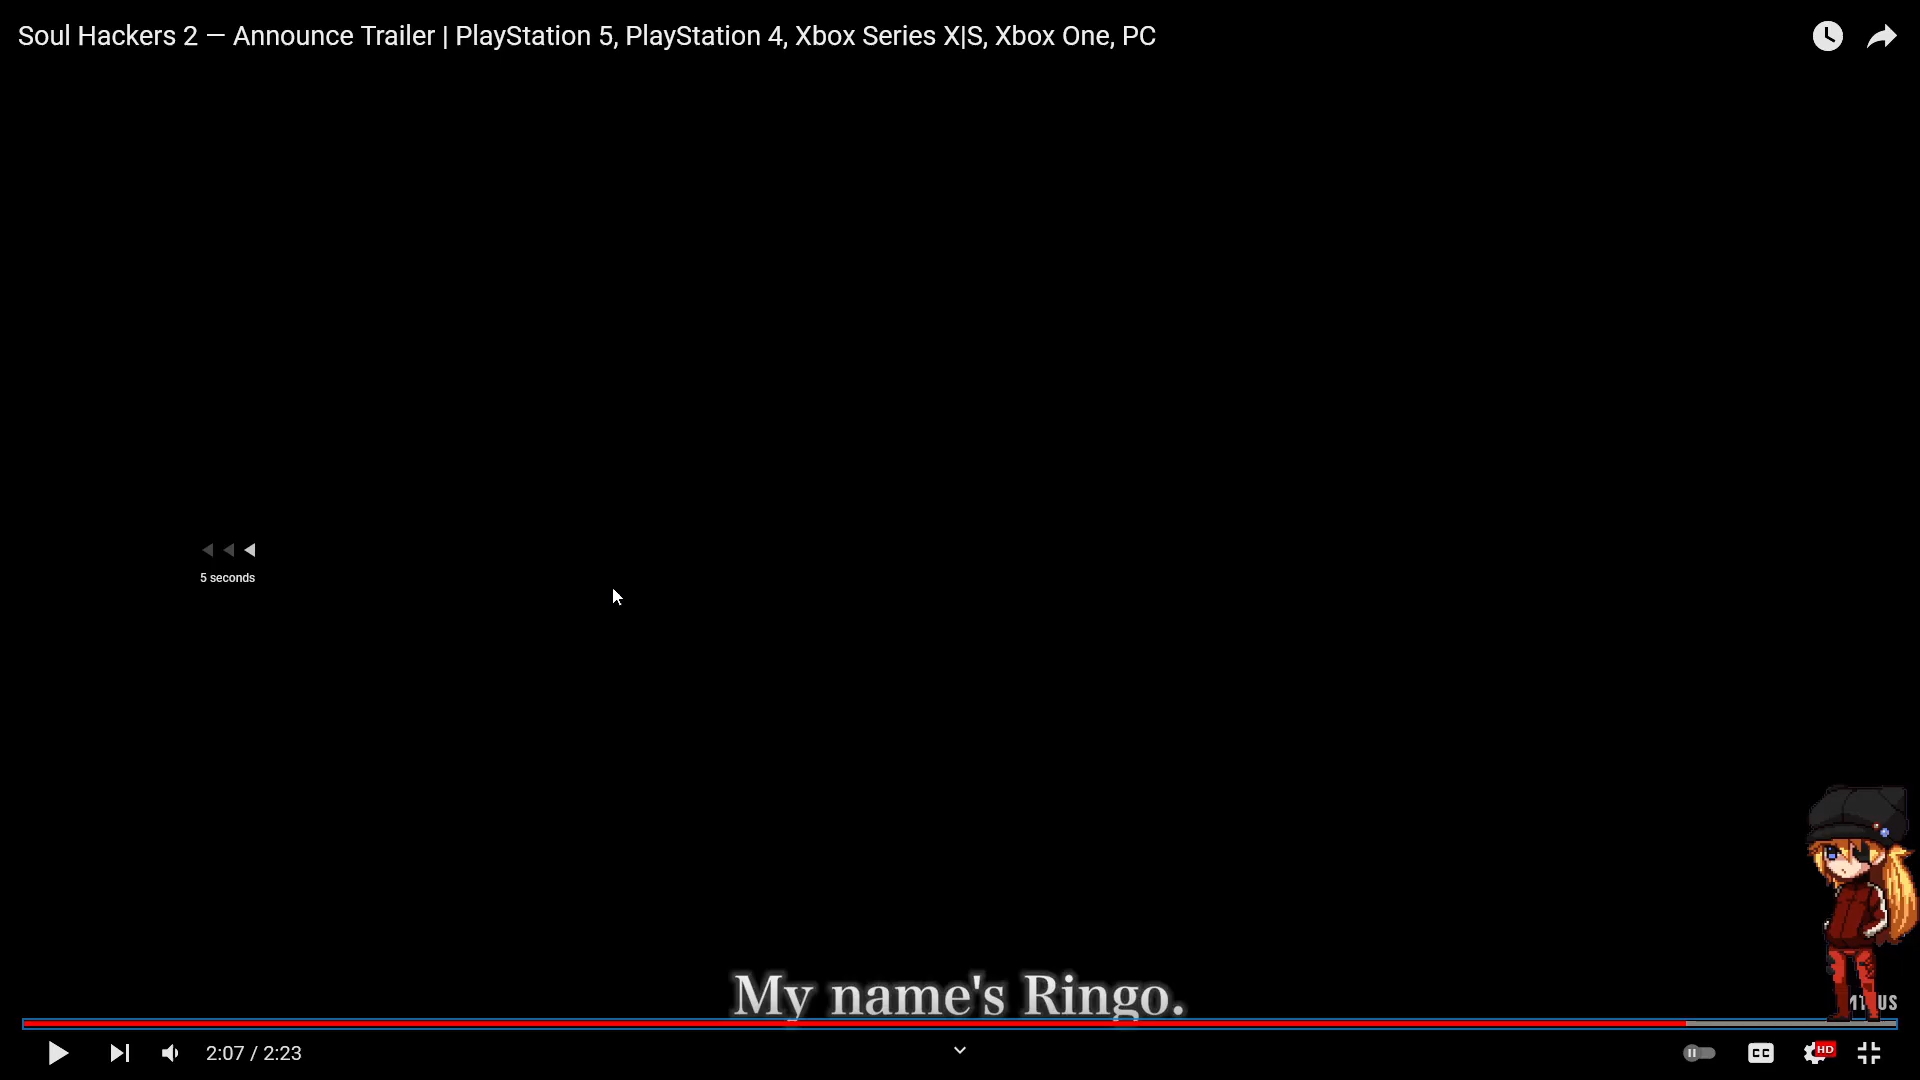 Soul Hackers 2 — Announce Trailer | PlayStation 5, PlayStation 4, Xbox Series X|S, Xbox One, PC
5 seconds
My name's Ringo.
2:07 / 2:23
CC
HD